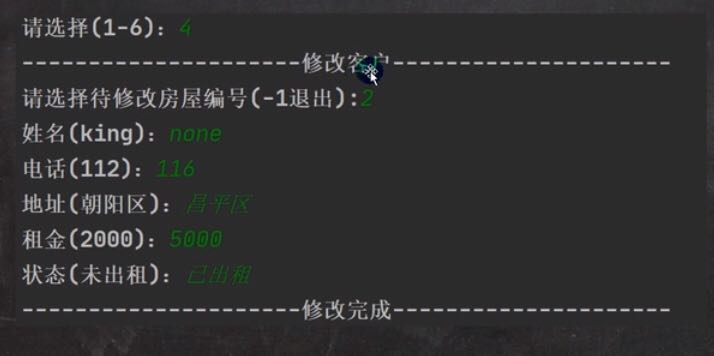 请选择(1-6)：4
---------------------修改客户---------------------
请选择待修改房屋编号(-1退出):2
姓名(king)：none
电话(112)：116
地址(朝阳区)：昌平区
租金(2000)：5000
状态(未出租)：已出租
---------------------修改完成---------------------